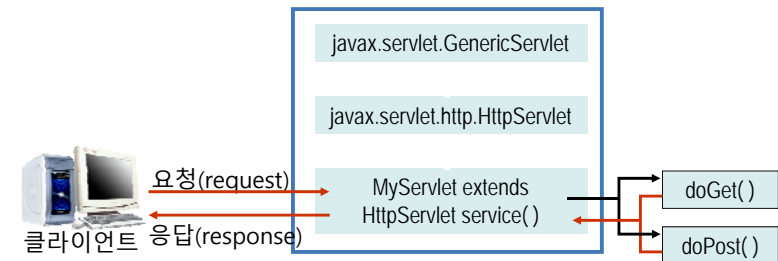 javax.servlet.GenericServlet
javax.servlet.http.HttpServlet
요청(request)
MyServlet extends
HttpServlet service( )
doGet( )
클라이언트
응답(response)
doPost( )